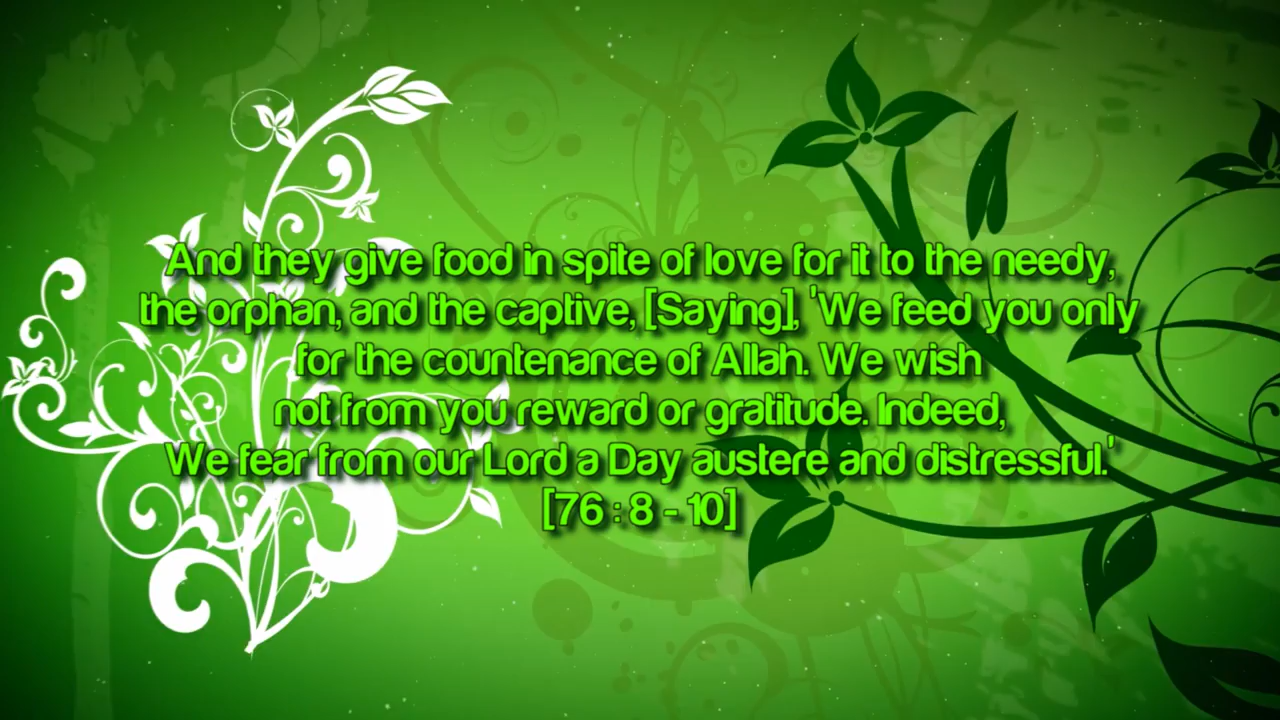 And they give food in spite of love for it to the needy,
the orphan, and the captive, [Saying], 'We feed you only
for the countenance of Allah. We wish
not from you reward or gratitude. Indeed,
We fear from our Lord a Day austere and distressful.'
[76 : 8 - 10]